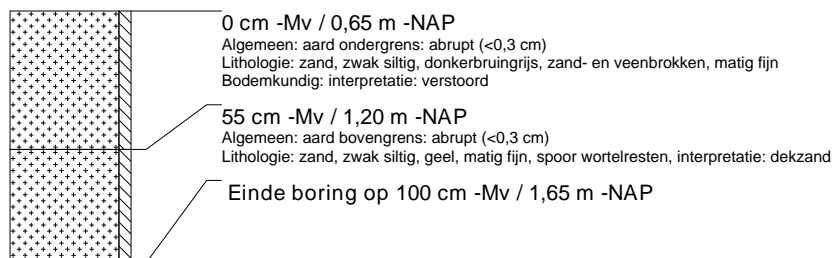 0 cm -Mv / 0,65 m -NAP
Algemeen: aard ondergrens: abrupt (<0,3 cm)
Lithologie: zand, zwak siltig, donkerbruingrijs, zand- en veenbrokken, matig fijn
Bodemkundig: interpretatie: verstoord
55 cm -Mv / 1,20 m -NAP
Algemeen: aard bovengrens: abrupt (<0,3 cm)
Lithologie: zand, zwak siltig, geel, matig fijn, spoor wortelresten, interpretatie: dekzand
Einde boring op 100 cm -Mv / 1,65 m -NAP